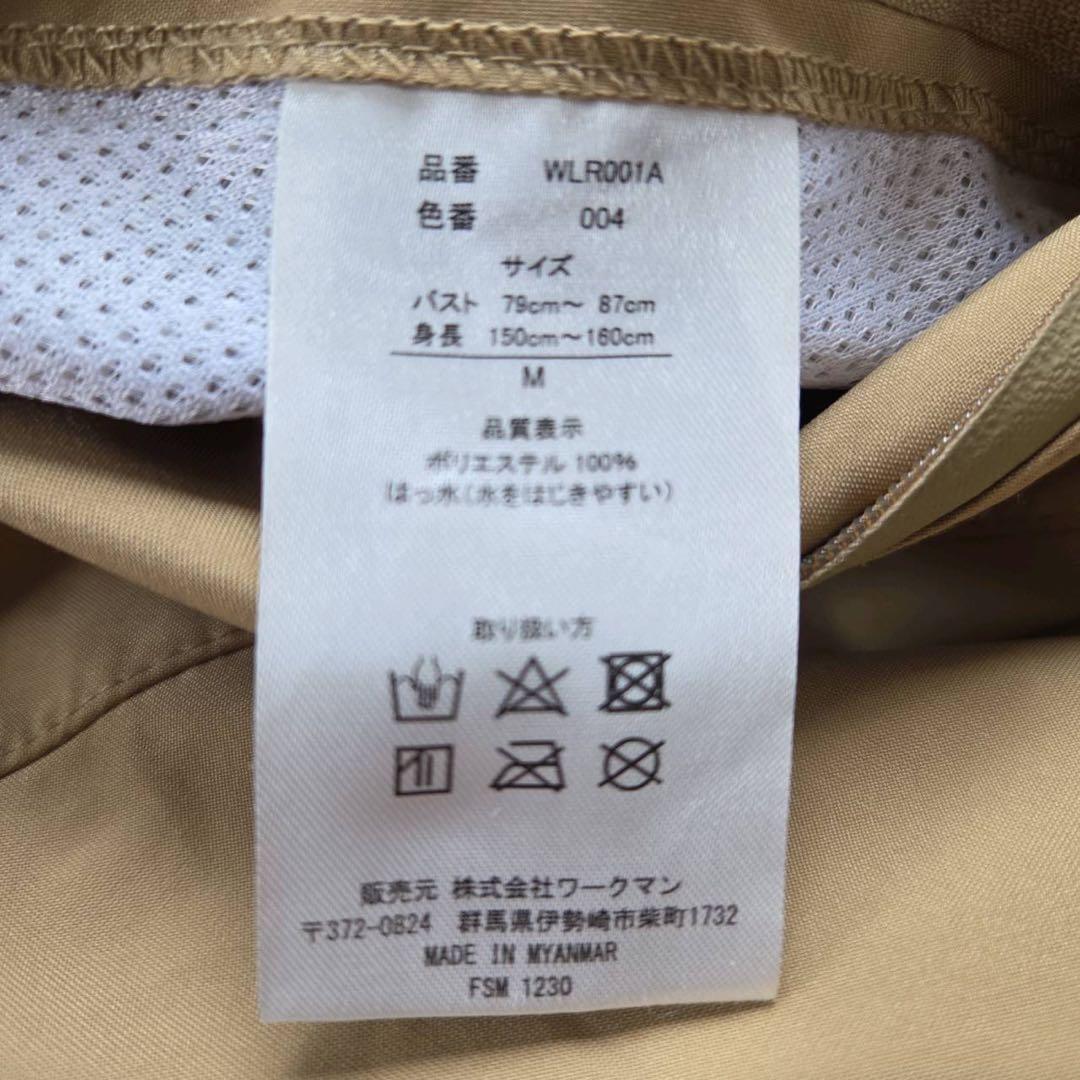 品番 WLR001A
色番 004
サイズ
バスト 79cm～ 87cm
身長 150cm～160cm
M
品質表示
ポリエステル 100%
はっ水(水をはじきやすい)
取り扱い方
販売元 株式会社ワークマン
〒372-0824 群馬県伊勢崎市柴町1732
MADE IN MYANMAR
FSM 1230